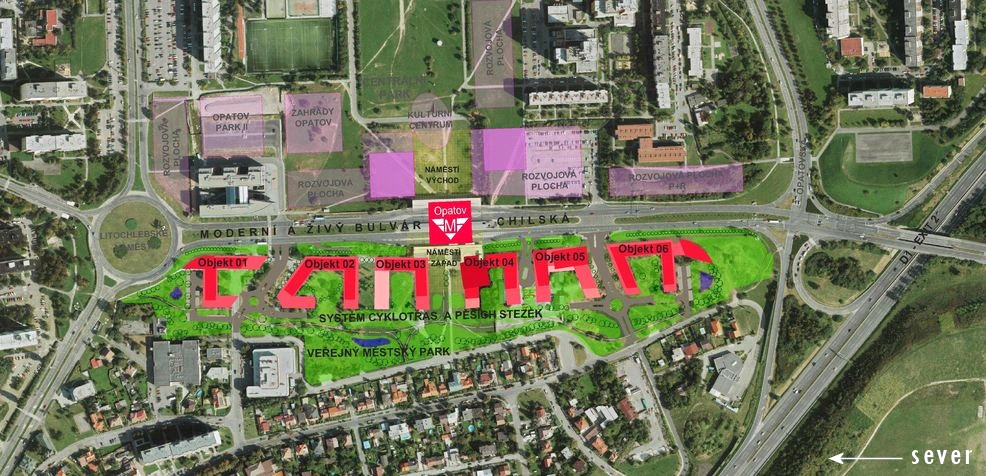 ROZVOJOVÁ
PLOCHA
CENTRÁLNÍ
PARK
KULTURNÍ
CENTRUM
ROZVOJOVÁ
PLOCHA
OPATOV
PARK II
ZAHRADY
OPATOV
NÁMĚSTÍ
VÝCHOD
ROZVOJOVÁ
PLOCHA
ROZVOJOVÁ
PLOCHA
ROZVOJOVÁ PLOCHA
P+R
OPATOVSKÁ
LITOCHLEBSKÉ
NÁMĚSTÍ
MODERNÍ A ŽIVÝ BULVÁR CHILSKÁ
Opatov
M
NÁMĚSTÍ
ZÁPAD
D1 EXIT 2
Objekt 01
Objekt 02
Objekt 03
Objekt 04
Objekt 05
Objekt 06
SYSTÉM CYKLOTRAS A PĚŠÍCH STEZEK
VEŘEJNÝ MĚSTSKÝ PARK
sever